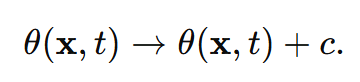 θ(𝐱, t) → θ(𝐱, t) + c.